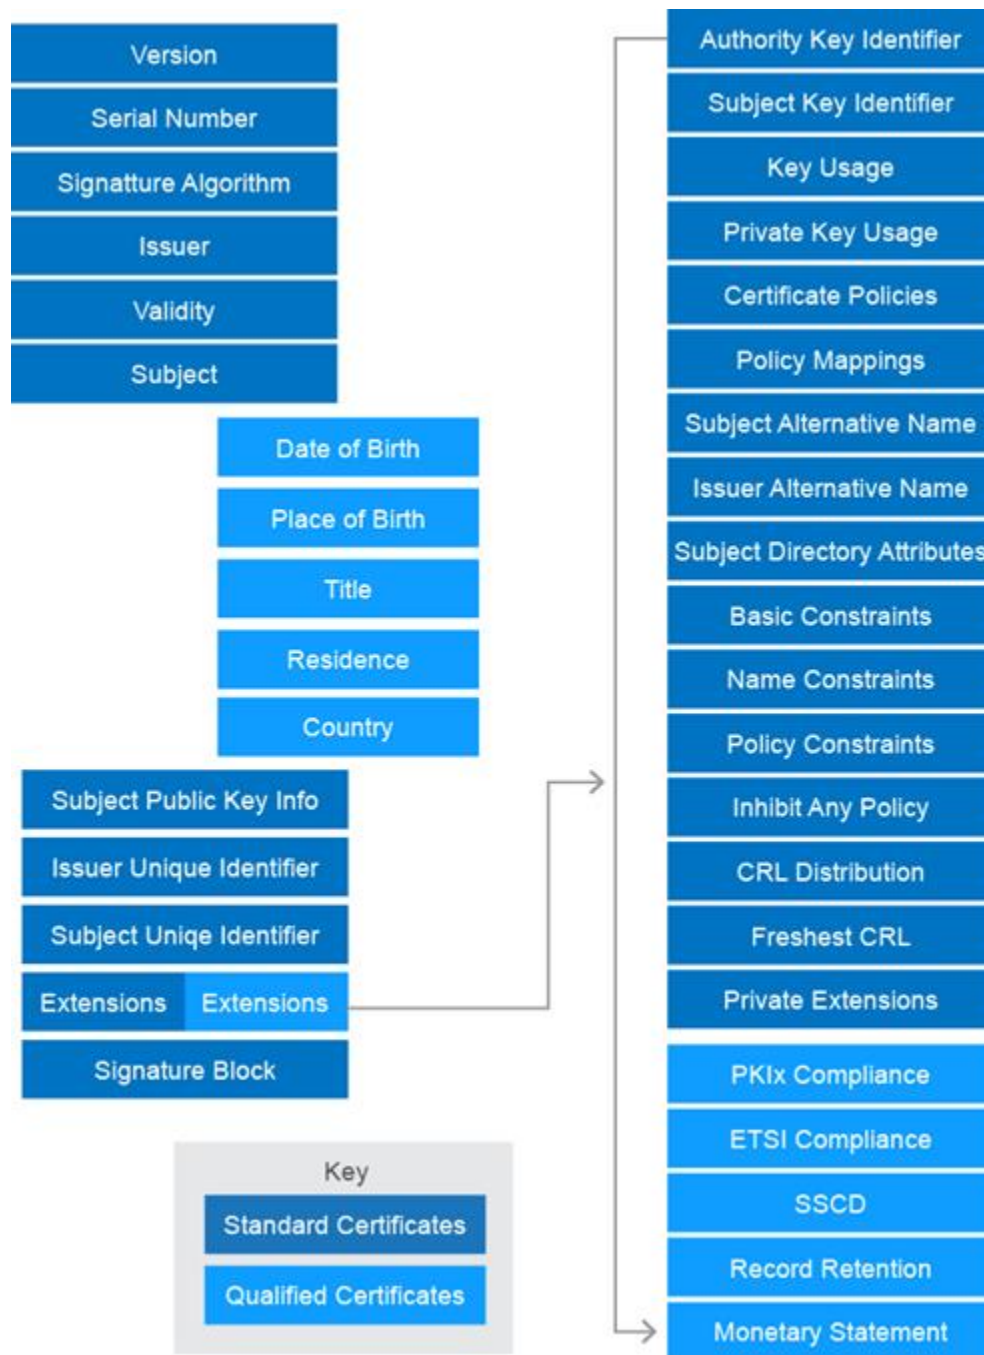 Version
Serial Number
Signatture Algorithm
Issuer
Validity
Subject
Date of Birth
Place of Birth
Title
Residence
Country
Subject Public Key Info
Issuer Unique Identifier
Subject Uniqe Identifier
Extensions Extensions
Signature Block
Key
Standard Certificates
Qualified Certificates
Authority Key Identifier
Subject Key Identifier
Key Usage
Private Key Usage
Certificate Policies
Policy Mappings
Subject Alternative Name
Issuer Alternative Name
Subject Directory Attributes
Basic Constraints
Name Constraints
Policy Constraints
Inhibit Any Policy
CRL Distribution
Freshest CRL
Private Extensions
PKIx Compliance
ETSI Compliance
SSCD
Record Retention
Monetary Statement